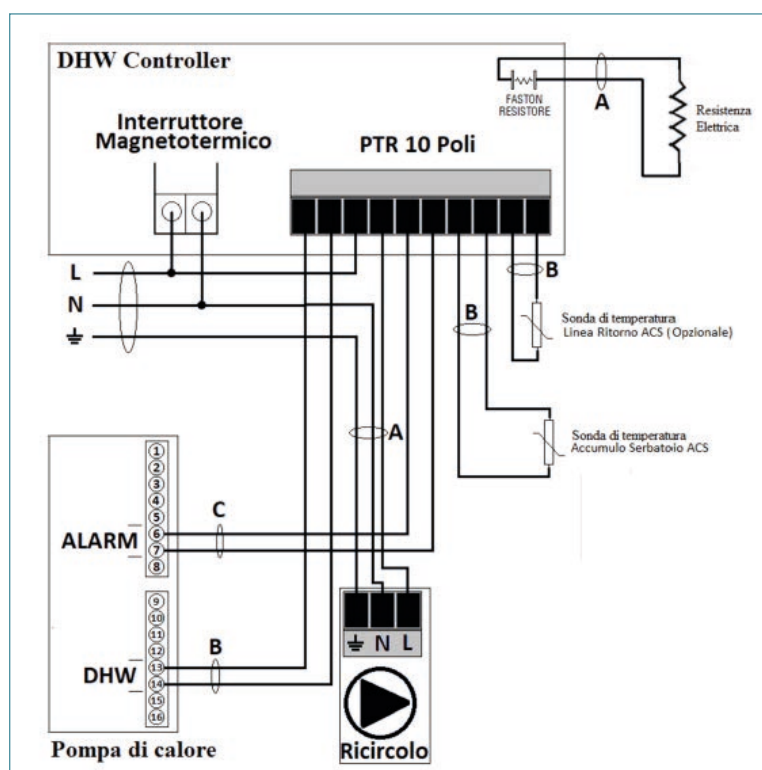 DHW Controller
Interruttore
Magnetotermico
PTR 10 Poli
FASTON
RESISTORE
A
Resistenza
Elettrica
L
N
B
B
Sonda di temperatura
Linea Ritorno ACS (Opzionale)
A
Sonda di temperatura
Accumulo Serbatoio ACS
1
2
3
4
5
6
7
8
ALARM
C
9
10
11
12
13
14
15
16
DHW
B
N
L
Ricircolo
Pompa di calore